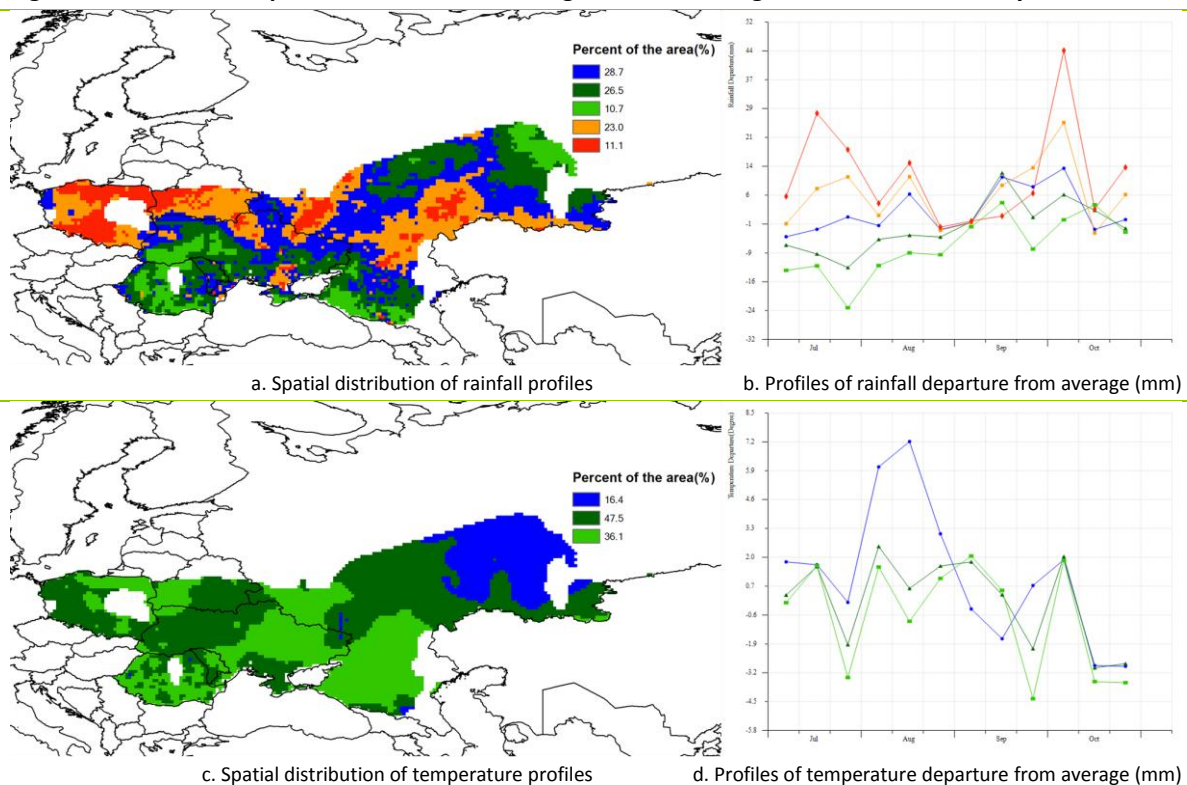 Percent of the area(%)
28.7
26.5
10.7
23.0
11.1
Rainfall Departure(mm)
52
44
36
29
21
14
6
-1
-9
-16
-24
-32
Jul
Aug
Sep
Oct
a. Spatial distribution of rainfall profiles
b. Profiles of rainfall departure from average (mm)
Percent of the area(%)
16.4
47.5
36.1
Temperature Departure(Degree)
8.5
7.2
5.9
4.6
3.3
2.0
0.7
-0.6
-1.9
-3.2
-4.5
-5.8
Jul
Aug
Sep
Oct
c. Spatial distribution of temperature profiles
d. Profiles of temperature departure from average (mm)